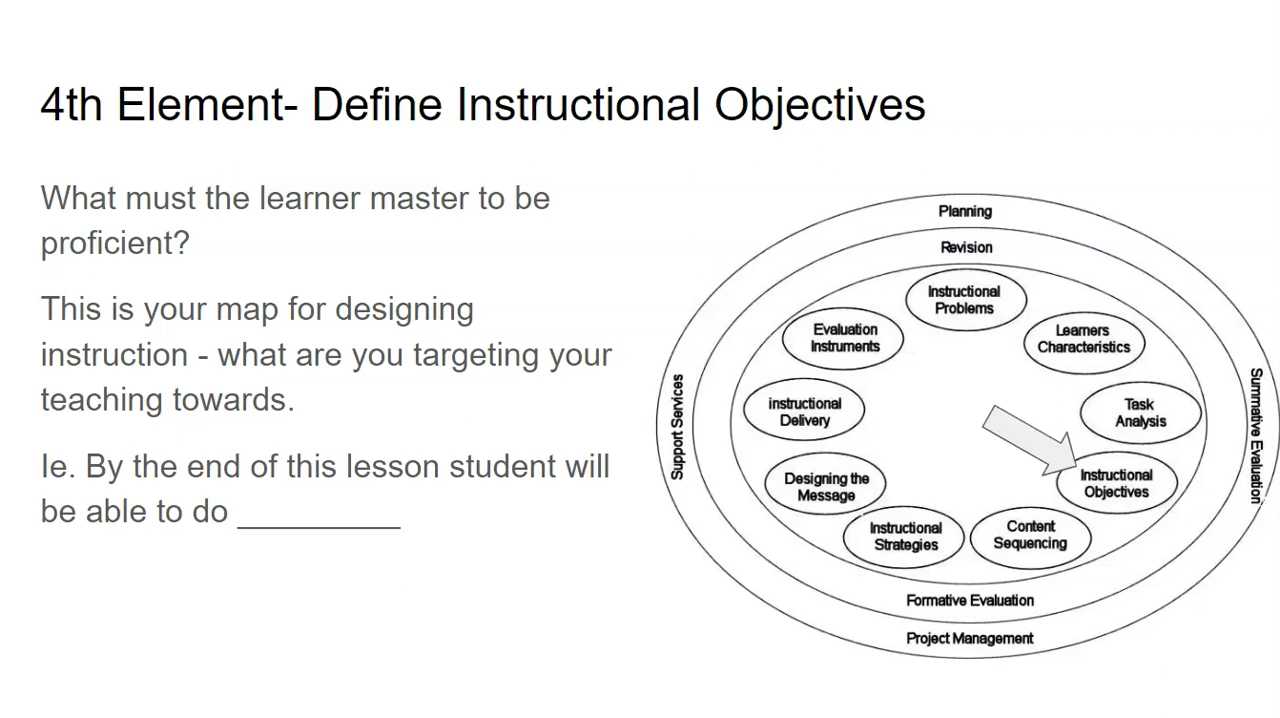 4th Element- Define Instructional Objectives
What must the learner master to be
proficient?
This is your map for designing
instruction - what are you targeting your
teaching towards.
Ie. By the end of this lesson student will
be able to do __________
Planning
Revision
Instructional
Problems
Evaluation
Instruments
Learners
Characteristics
instructional
Delivery
Task
Analysis
Support Services
Summative Evaluation
Designing the
Message
Instructional
Objectives
Instructional
Strategies
Content
Sequencing
Formative Evaluation
Project Management